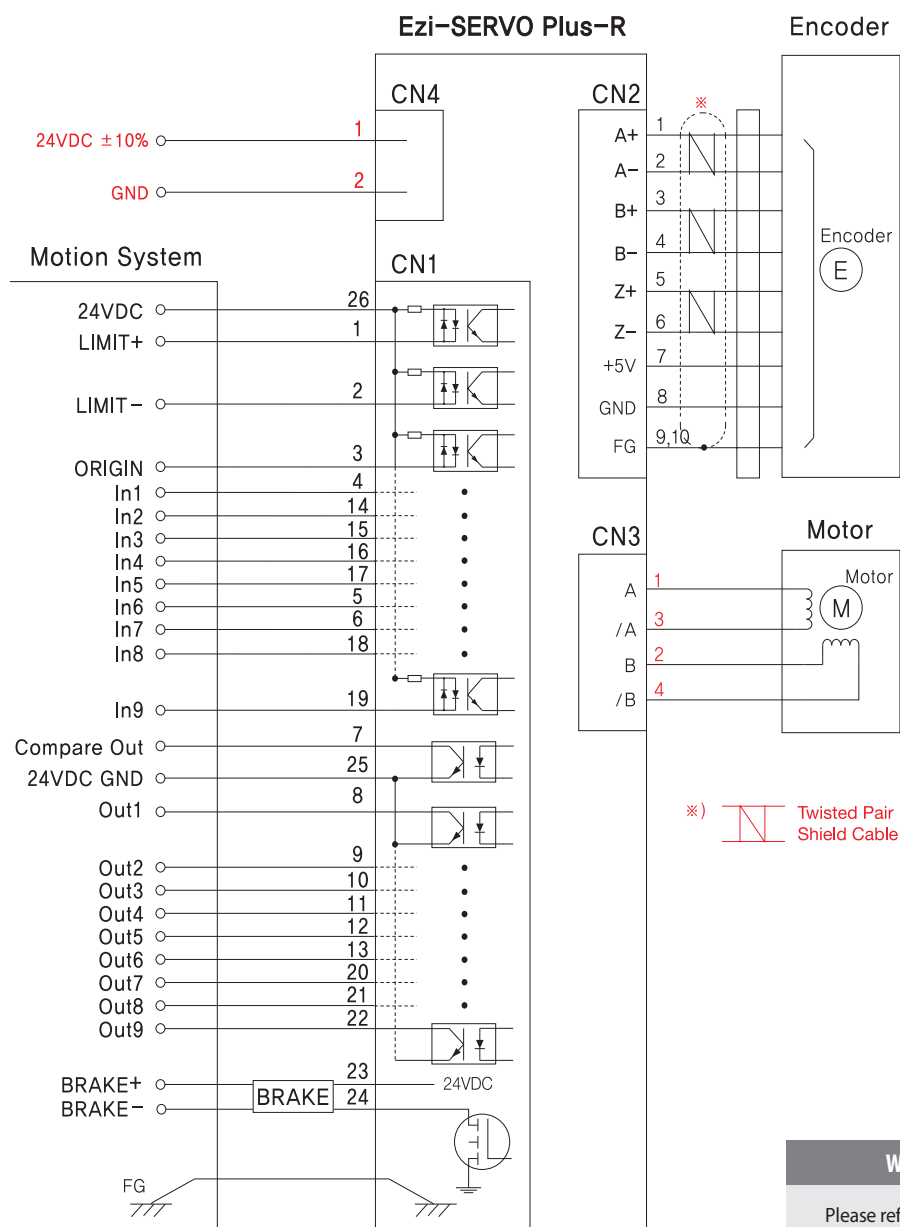 Ezi-SERVO Plus-R
Encoder
CN4
CN2
※
24VDC ±10%
1
GND
2
A+ 1
A- 2
B+ 3
B- 4
Z+ 5
Z- 6
+5V 7
GND 8
FG 9,10
Encoder
E
Motion System
CN1
24VDC 26
LIMIT+ 1
LIMIT- 2
ORIGIN 3
In1 4
In2 14
In3 15
In4 16
In5 17
In6 5
In7 6
In8 18
In9 19
Compare Out 7
24VDC GND 25
Out1 8
Out2 9
Out3 10
Out4 11
Out5 12
Out6 13
Out7 20
Out8 21
Out9 22
BRAKE+ 23 24VDC
BRAKE- 24
BRAKE
FG
CN3
Motor
A 1
/A 3
B 2
/B 4
Motor
M
※) Twisted Pair
Shield Cable
W
Please ref